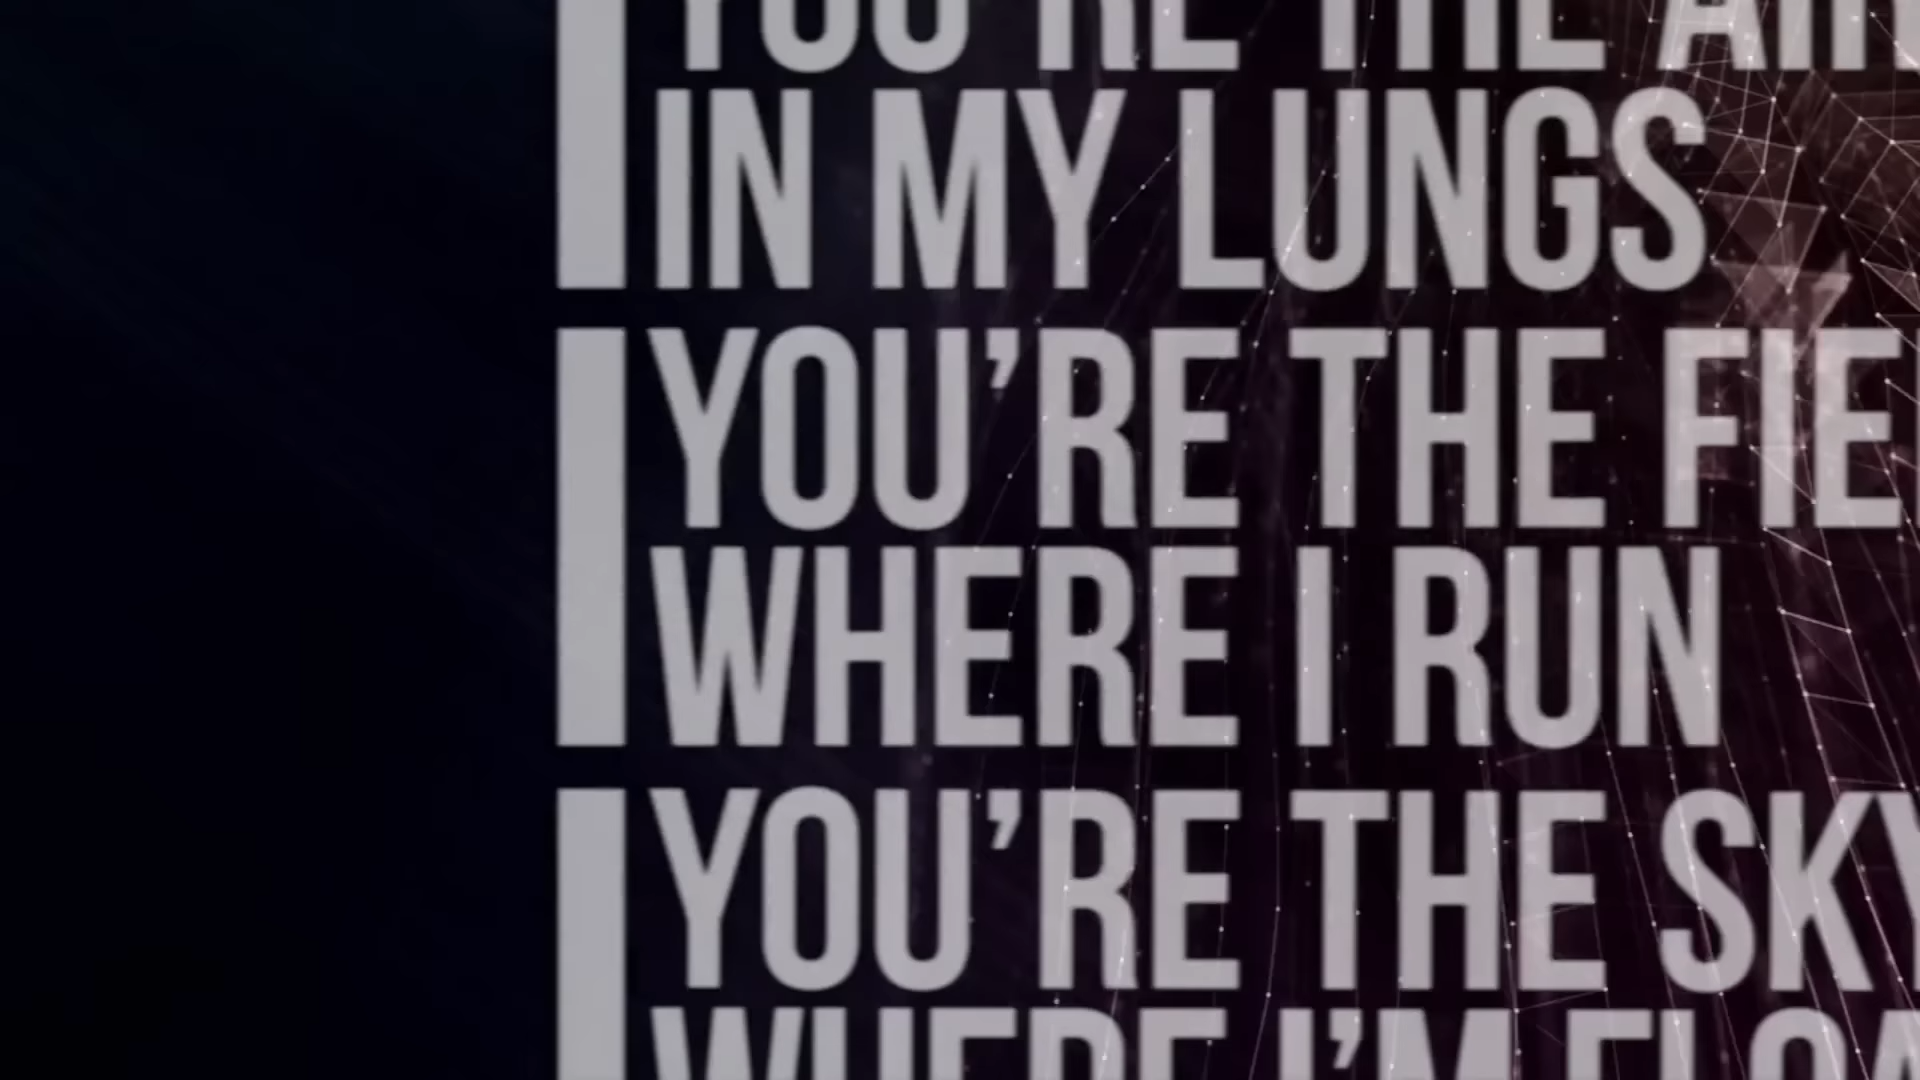 YOU'RE THE AIR
IN MY LUNGS
YOU’RE THE FIE
WHERE I RUN
YOU’RE THE SKY
WHERE I’M FLOA